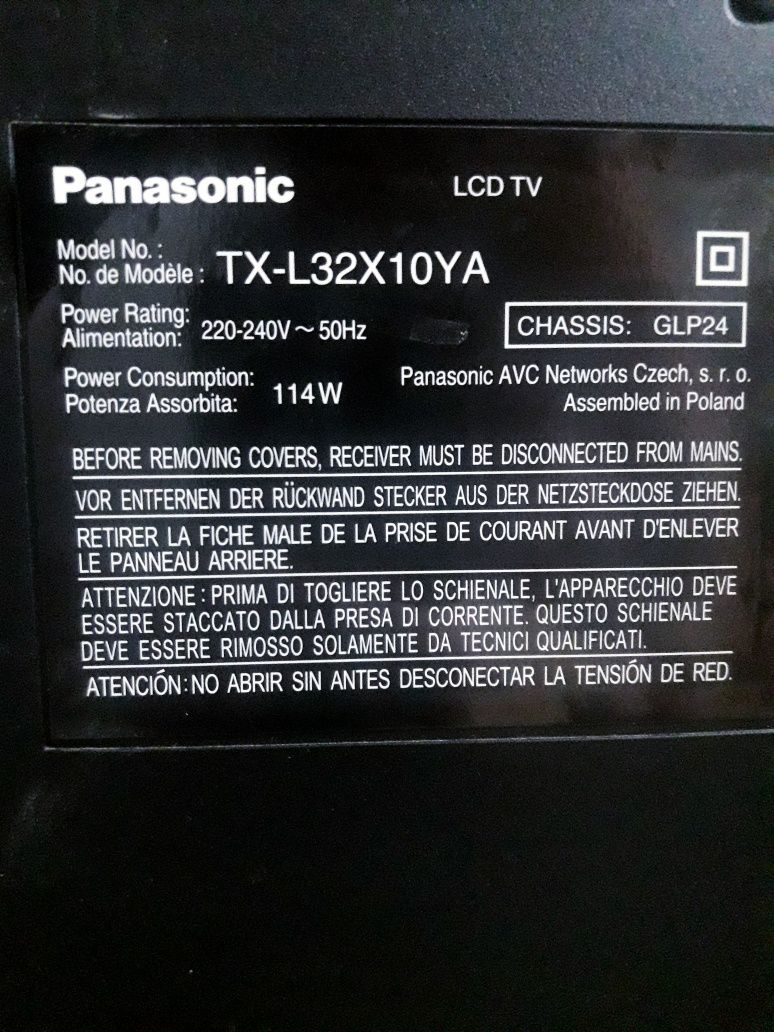 Panasonic LCD TV
Model No. :
No. de Modèle : TX-L32X10YA
Power Rating:
Alimentation: 220-240V ~ 50Hz
CHASSIS: GLP24
Power Consumption:
Potenza Assorbita: 114W
Panasonic AVC Networks Czech, s. r. o.
Assembled in Poland
BEFORE REMOVING COVERS, RECEIVER MUST BE DISCONNECTED FROM MAINS.
VOR ENTFERNEN DER RÜCKWAND STECKER AUS DER NETZSTECKDOSE ZIEHEN.
RETIRER LA FICHE MALE DE LA PRISE DE COURANT AVANT D'ENLEVER
LE PANNEAU ARRIERE.
ATTENZIONE : PRIMA DI TOGLIERE LO SCHIENALE, L'APPARECCHIO DEVE
ESSERE STACCATO DALLA PRESA DI CORRENTE. QUESTO SCHIENALE
DEVE ESSERE RIMOSSO SOLAMENTE DA TECNICI QUALIFICATI.
ATENCIÓN: NO ABRIR SIN ANTES DESCONECTAR LA TENSIÓN DE RED.